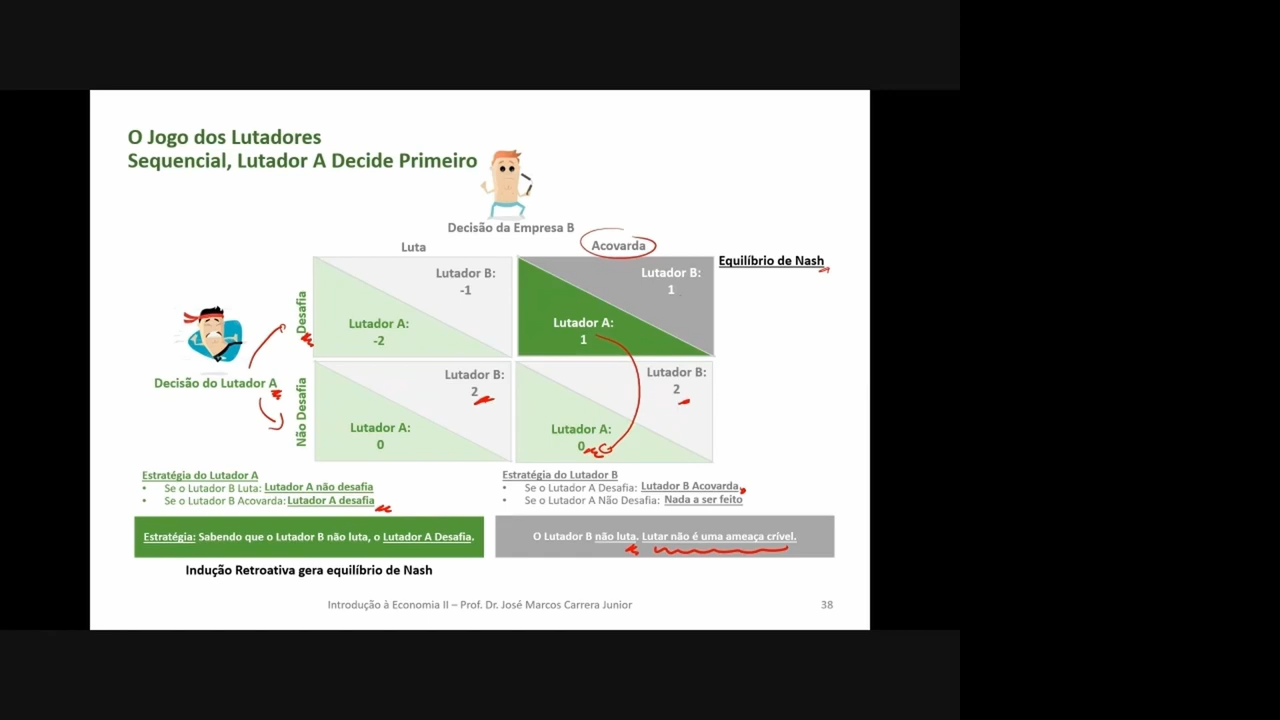 O Jogo dos Lutadores
Sequencial, Lutador A Decide Primeiro
Decisão da Empresa B
Luta
Acovarda
Equilíbrio de Nash
Desafia
Lutador B:
-1
Lutador A:
-2
Lutador B:
1
Lutador A:
1
Decisão do Lutador A
Não Desafia
Lutador B:
2
Lutador A:
0
Lutador B:
2
Lutador A:
0
Estratégia do Lutador A
• Se o Lutador B Luta: Lutador A não desafia
• Se o Lutador B Acovarda: Lutador A desafia
Estratégia do Lutador B
• Se o Lutador A Desafia: Lutador B Acovarda.
• Se o Lutador A Não Desafia: Nada a ser feito
Estratégia: Sabendo que o Lutador B não luta, o Lutador A Desafia.
O Lutador B não luta. Lutar não é uma ameaça crível.
Indução Retroativa gera equilíbrio de Nash
Introdução à Economia II – Prof. Dr. José Marcos Carrera Junior
38